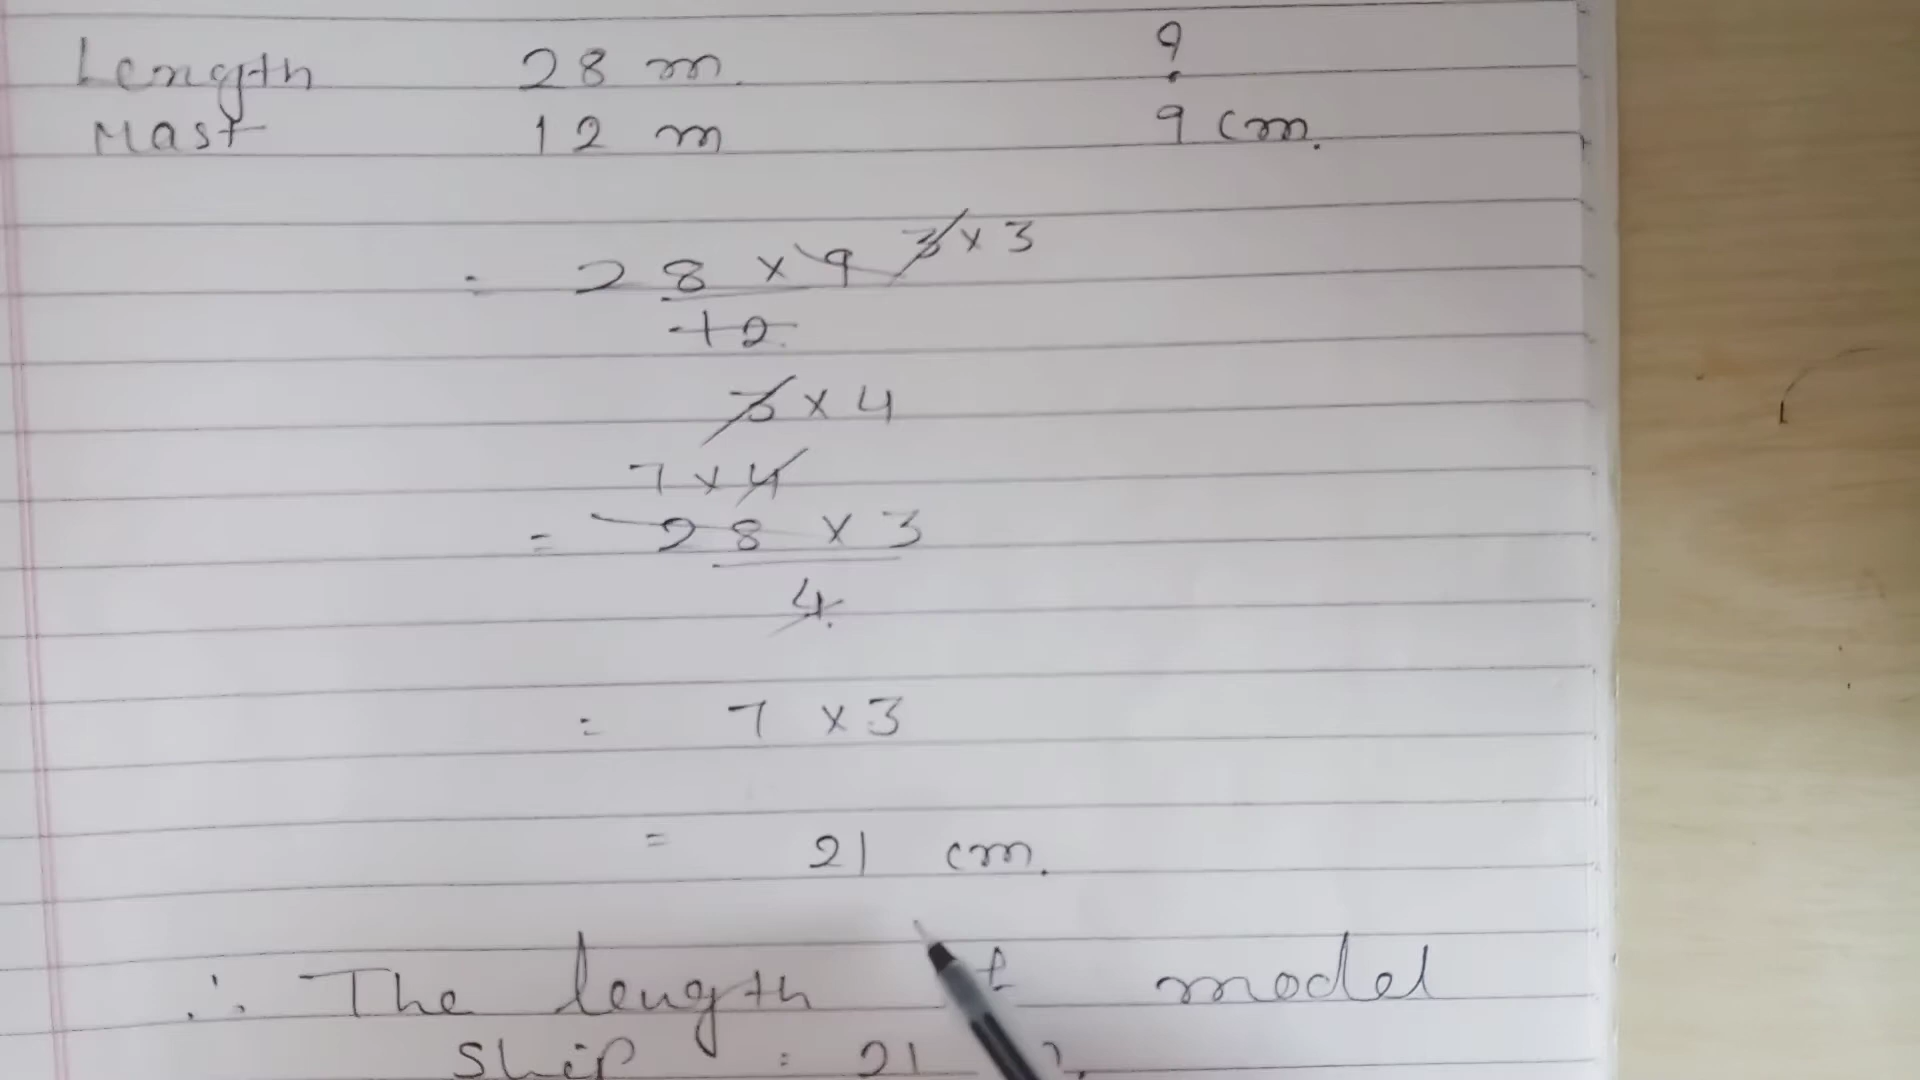 Length 28 m. ?
Mast 12 m 9 cm.
= 28 × 9 3 × 3
12.
3 × 4
7 × 4
= 28 × 3
4.
= 7 × 3
= 21 cm.
∴ The length model
Ship = 21